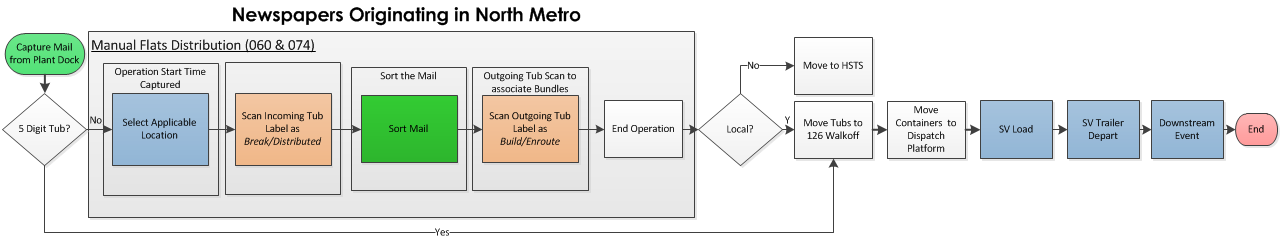 Newspapers Originating in North Metro
Capture Mail
from Plant Dock
5 Digit Tub?
No
Yes
Manual Flats Distribution (060 & 074)
Operation Start Time
Captured
Select Applicable
Location
Scan Incoming Tub
Label as
Break/Distributed
Sort the Mail
Sort Mail
Outgoing Tub Scan to
associate Bundles
Scan Outgoing Tub
Label as
Build/Enroute
End Operation
Local?
No
Move to HSTS
Y
Move Tubs to
126 Walkoff
Move
Containers to
Dispatch
Platform
SV Load
SV Trailer
Depart
Downstream
Event
End